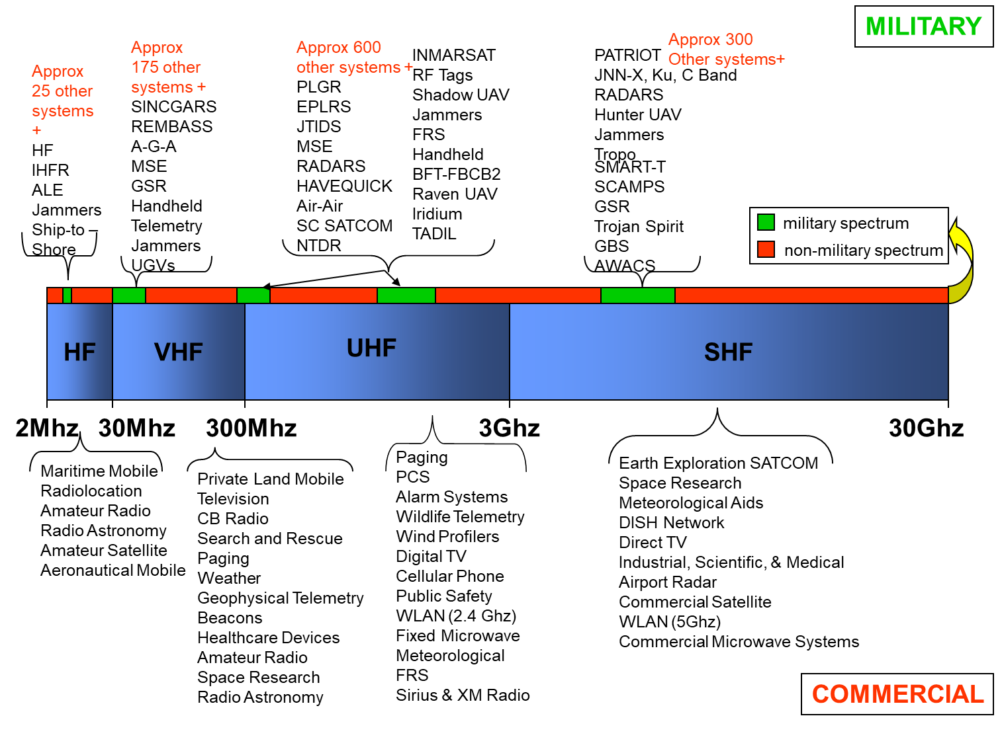 MILITARY
Approx
25 other
systems
+
HF
IHFR
ALE
Jammers
Ship-to –
Shore
Approx
175 other
systems +
SINCGARS
REMBASS
A-G-A
MSE
GSR
Handheld
Telemetry
Jammers
UGVs
Approx 600
other systems +
PLGR
EPLRS
JTIDS
MSE
RADARS
HAVEQUICK
Air-Air
SC SATCOM
NTDR
INMARSAT
RF Tags
Shadow UAV
Jammers
FRS
Handheld
BFT-FBCB2
Raven UAV
Iridium
TADIL
Approx 300
Other systems+
PATRIOT
JNN-X, Ku, C Band
RADARS
Hunter UAV
Jammers
Tropo
SMART-T
SCAMPS
GSR
Trojan Spirit
GBS
AWACS
military spectrum
non-military spectrum
HF
VHF
UHF
SHF
2Mhz
30Mhz
300Mhz
3Ghz
30Ghz
Maritime Mobile
Radiolocation
Amateur Radio
Radio Astronomy
Amateur Satellite
Aeronautical Mobile
Private Land Mobile
Television
CB Radio
Search and Rescue
Paging
Weather
Geophysical Telemetry
Beacons
Healthcare Devices
Amateur Radio
Space Research
Radio Astronomy
Paging
PCS
Alarm Systems
Wildlife Telemetry
Wind Profilers
Digital TV
Cellular Phone
Public Safety
WLAN (2.4 Ghz)
Fixed Microwave
Meteorological
FRS
Sirius & XM Radio
Earth Exploration SATCOM
Space Research
Meteorological Aids
DISH Network
Direct TV
Industrial, Scientific, & Medical
Airport Radar
Commercial Satellite
WLAN (5Ghz)
Commercial Microwave Systems
COMMERCIAL